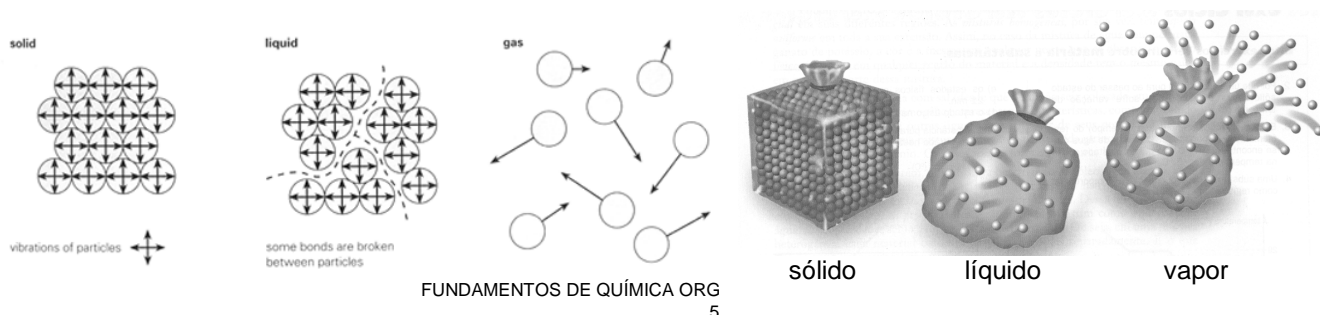 solid
liquid
gas
vibrations of particles
some bonds are broken
between particles
sólido
líquido
vapor
FUNDAMENTOS DE QUÍMICA ORG
5